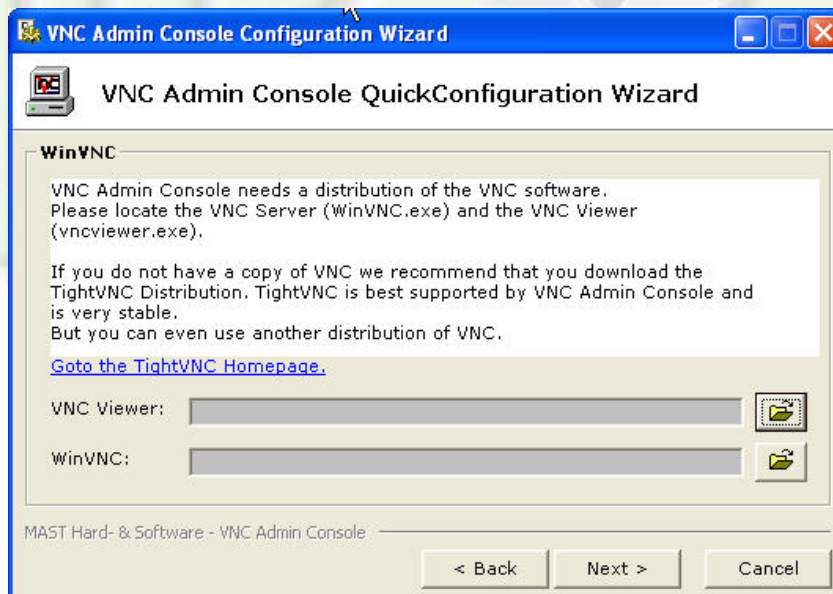 VNC Admin Console Configuration Wizard
VNC Admin Console QuickConfiguration Wizard
WinVNC
VNC Admin Console needs a distribution of the VNC software.
Please locate the VNC Server (WinVNC.exe) and the VNC Viewer
(vncviewer.exe).
If you do not have a copy of VNC we recommend that you download the
TightVNC Distribution. TightVNC is best supported by VNC Admin Console and
is very stable.
But you can even use another distribution of VNC.
Goto the TightVNC Homepage.
VNC Viewer:
WinVNC:
MAST Hard- & Software - VNC Admin Console
< Back Next > Cancel